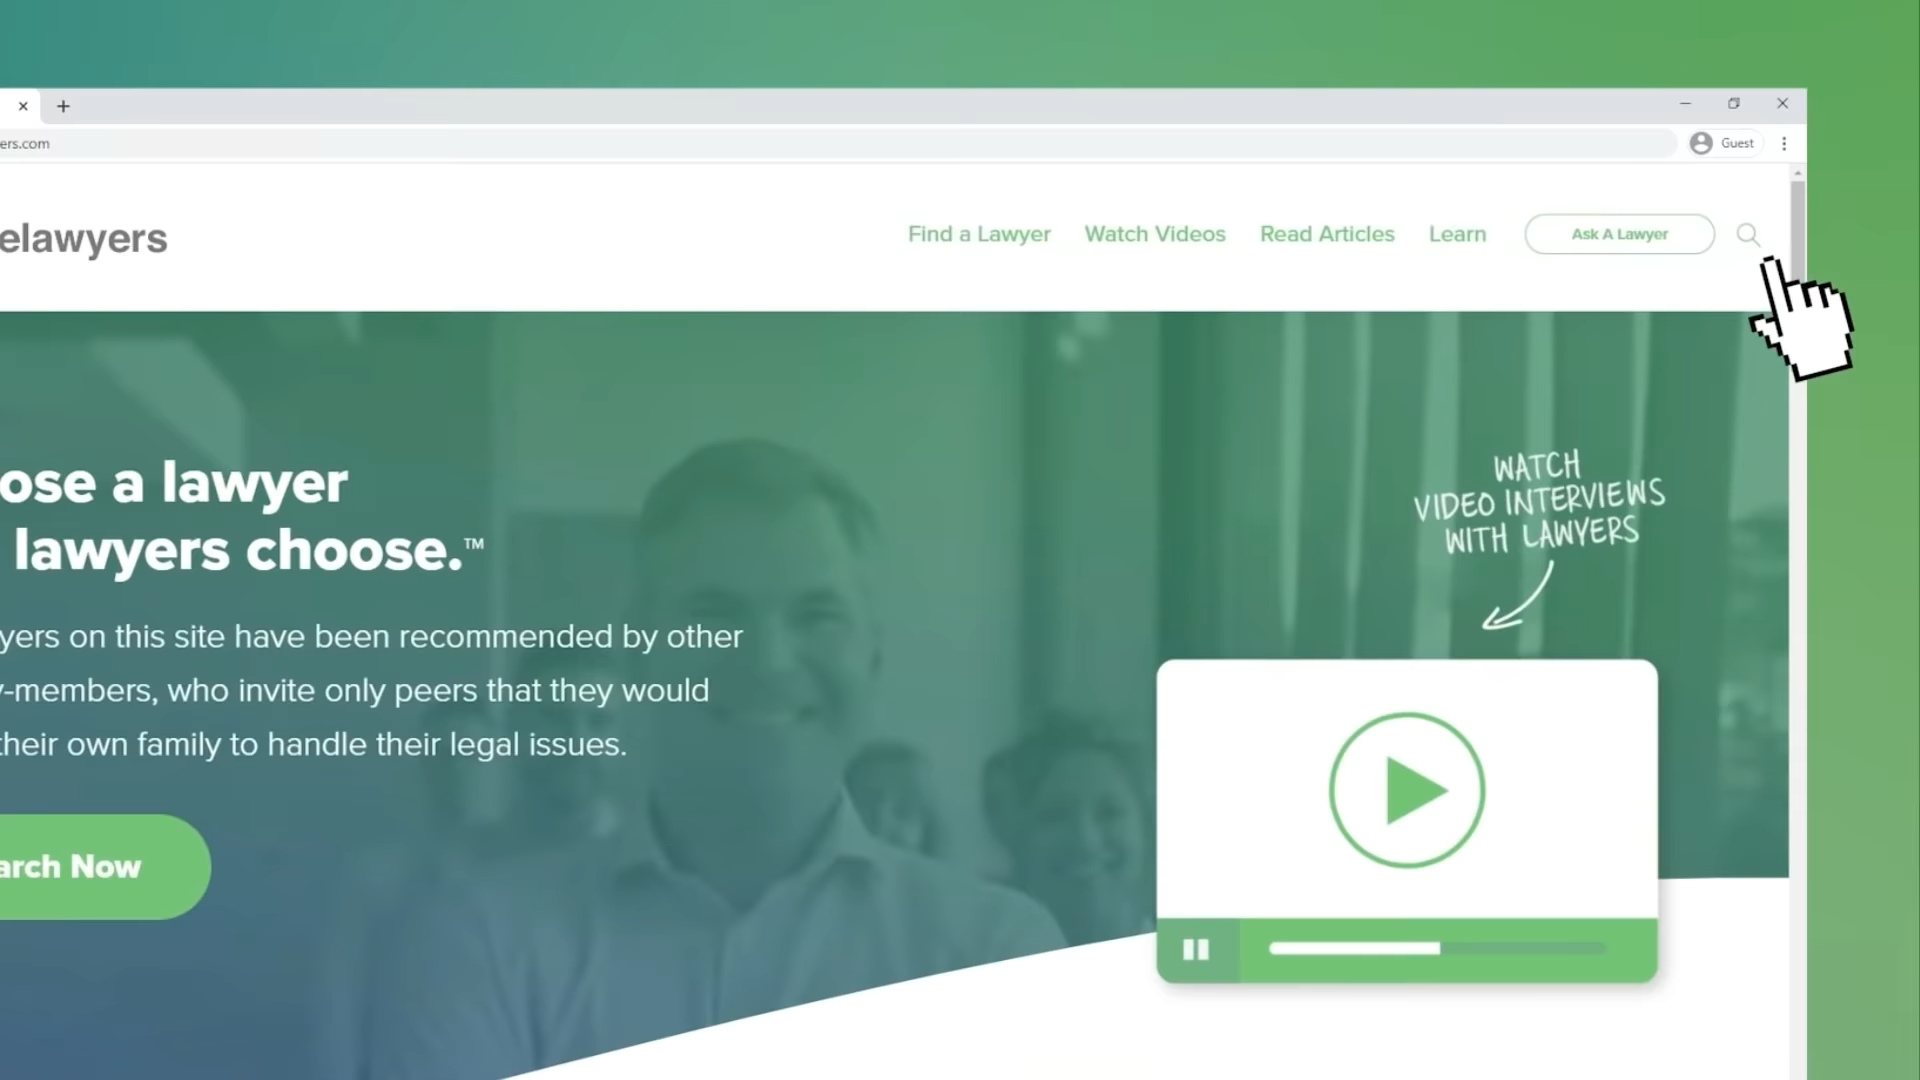 ers.com
Guest
elawyers
Find a Lawyer
Watch Videos
Read Articles
Learn
Ask A Lawyer
WATCH
VIDEO INTERVIEWS
WITH LAWYERS
ose a lawyer
lawyers choose.™
yers on this site have been recommended by other
y-members, who invite only peers that they would
their own family to handle their legal issues.
arch Now